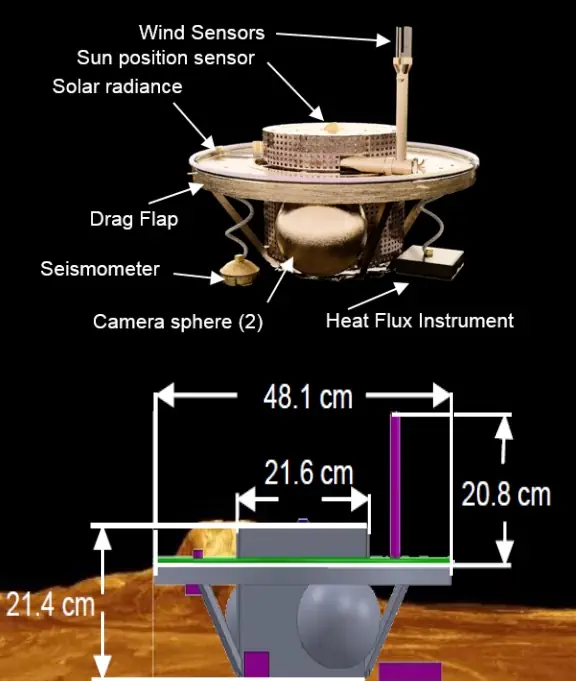 Wind Sensors
Sun position sensor
Solar radiance
Drag Flap
Seismometer
Camera sphere (2)
Heat Flux Instrument
48.1 cm
21.6 cm
20.8 cm
21.4 cm